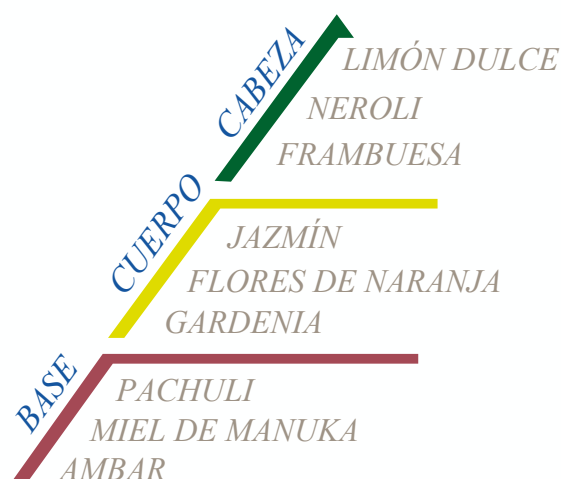 CABEZA
LIMÓN DULCE
NEROLI
FRAMBUESA
CUERPO
JAZMÍN
FLORES DE NARANJA
GARDENIA
BASE
PACHULI
MIEL DE MANUKA
AMBAR